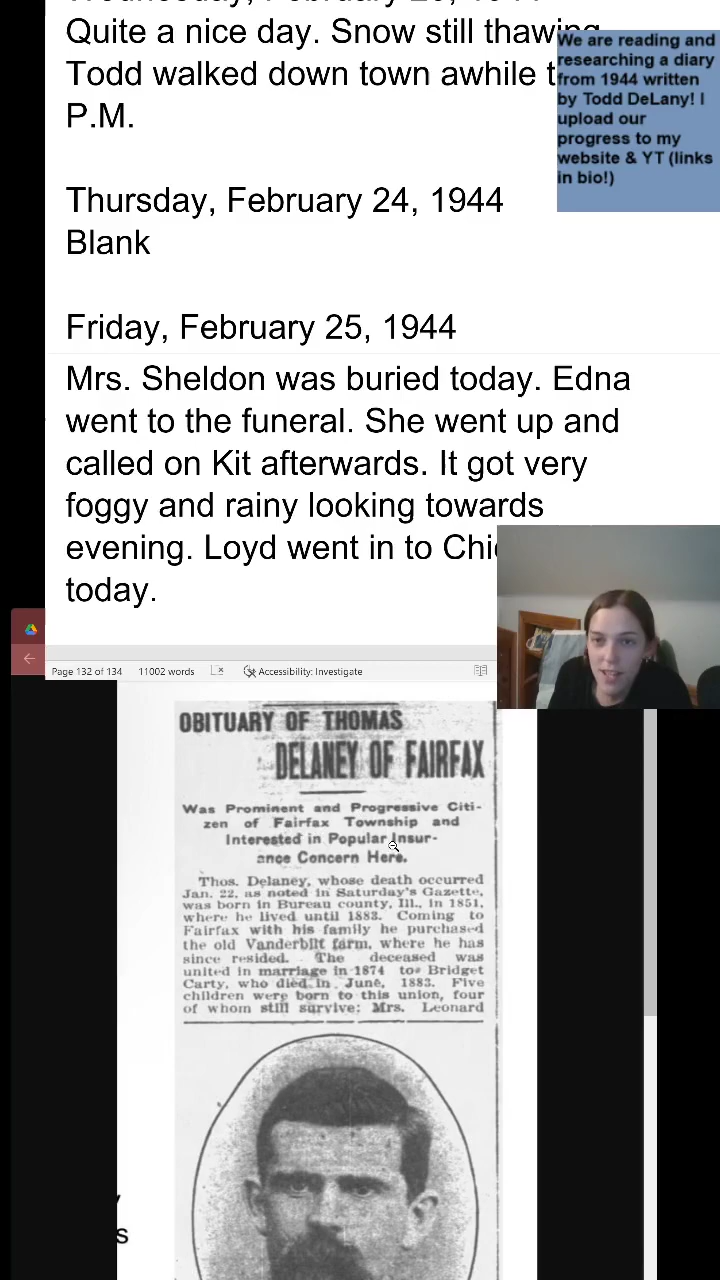 Quite a nice day. Snow still thawing.
Todd walked down town awhile
P.M.
We are reading and
researching a diary
from 1944 written
by Todd DeLany! I
upload our
progress to my
website & YT (links
in bio!)
Thursday, February 24, 1944
Blank
Friday, February 25, 1944
Mrs. Sheldon was buried today. Edna
went to the funeral. She went up and
called on Kit afterwards. It got very
foggy and rainy looking towards
evening. Loyd went in to
today.
Page 132 of 134 11002 words Accessibility: Investigate
OBITUARY OF THOMAS
DELANEY OF FAIRFAX
Was Prominent and Progressive Citi-
zen of Fairfax Township and
Interested in Popular Insur-
ance Concern Here.
Thos. Delaney, whose death occurred
Jan. 22, as noted in Saturday's Gazette,
was born in Bureau county, Ill., in 1851,
where he lived until 1883. Coming to
Fairfax with his family he purchased
the old Vanderbilt farm, where he has
since resided. The deceased was
united in marriage in 1874 to Bridget
Carty, who died in June, 1883. Five
children were born to this union, four
of whom still survive: Mrs. Leonard